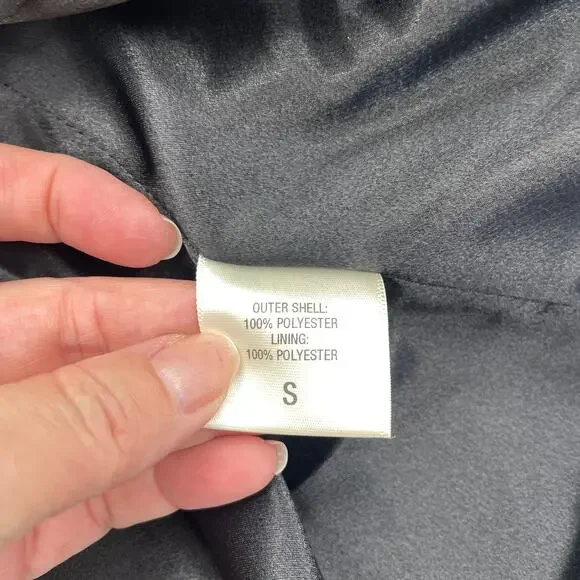 OUTER SHELL:
100% POLYESTER
LINING:
100% POLYESTER
S